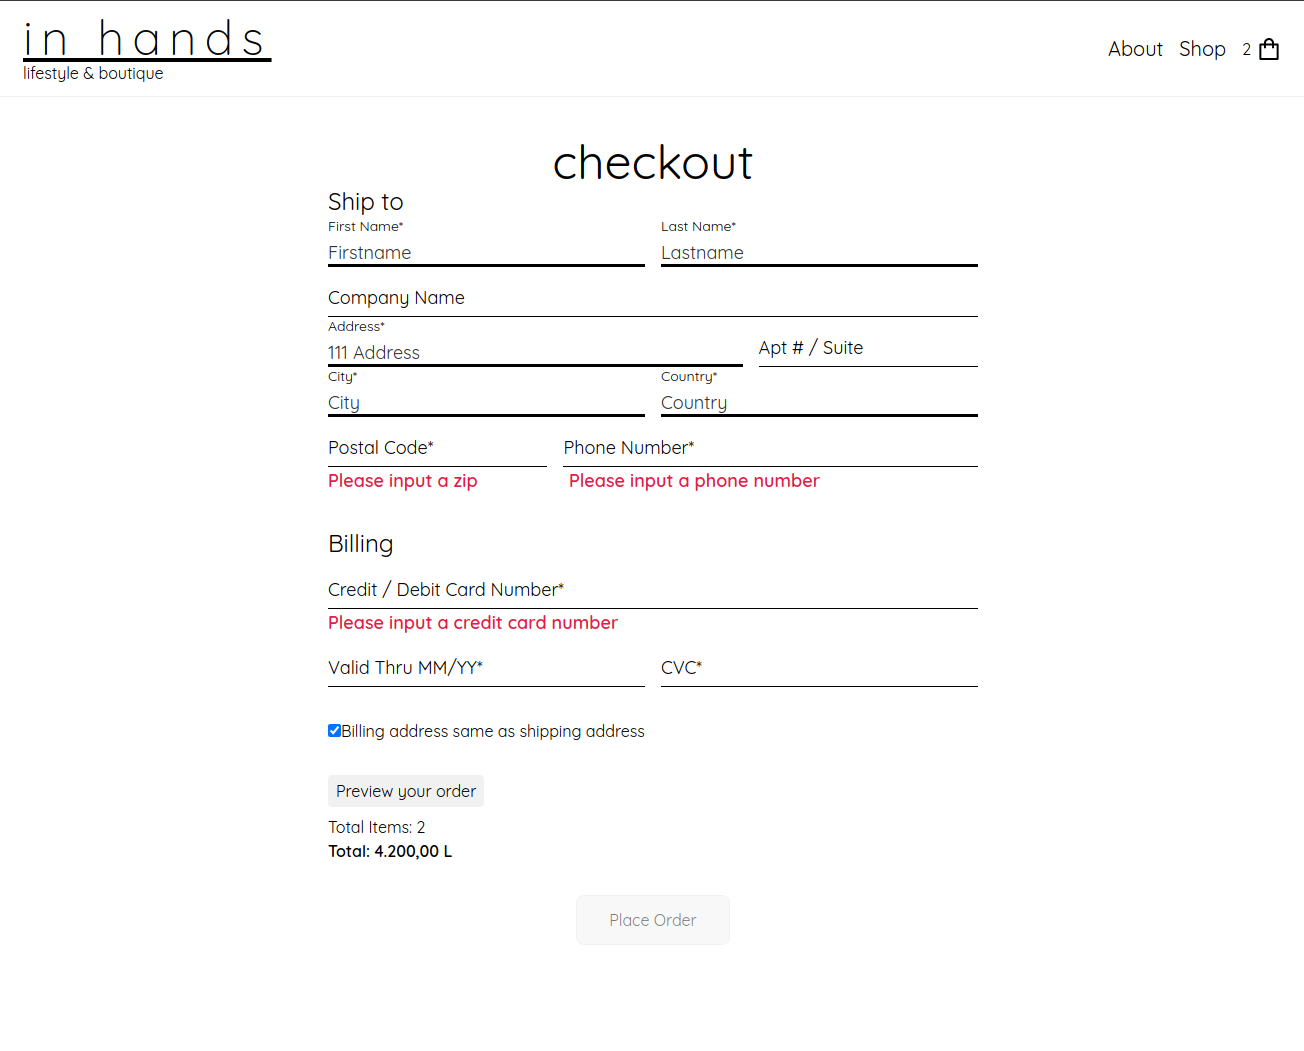 in hands
lifestyle & boutique
About Shop 2
checkout
Ship to
First Name* Last Name*
Firstname Lastname
Company Name
Address*
111 Address Apt # / Suite
City* Country*
City Country
Postal Code* Phone Number*
Please input a zip Please input a phone number
Billing
Credit / Debit Card Number*
Please input a credit card number
Valid Thru MM/YY* CVC*
Billing address same as shipping address
Preview your order
Total Items: 2
Total: 4.200,00 L
Place Order